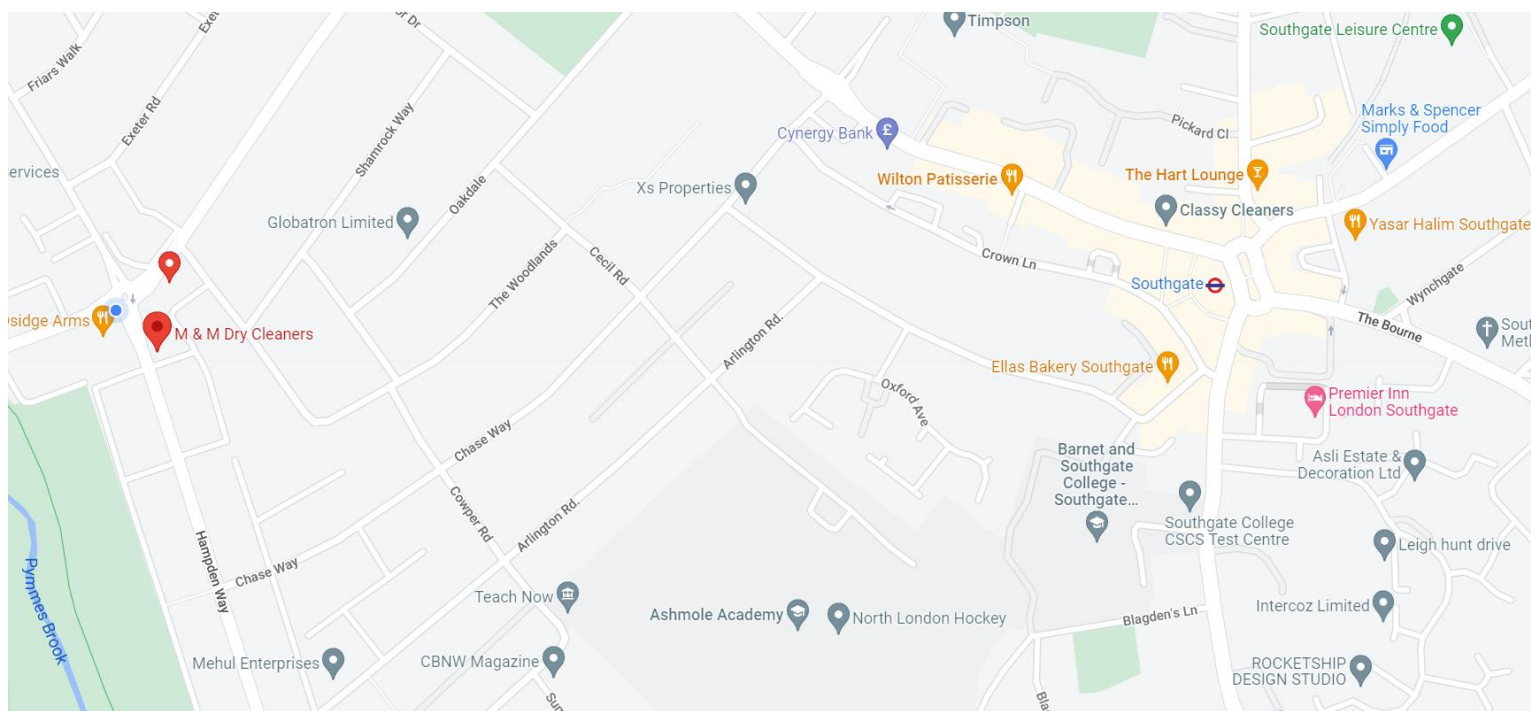 Timpson
Southgate Leisure Centre
Friars Walk
Exeter Rd
Dr
Shamrock Way
Marks & Spencer
Simply Food
Exeter Rd
Pickard Cl
Cynergy Bank
£
ervices
Wilton Patisserie
The Hart Lounge
Xs Properties
Oakdale
Classy Cleaners
Globatron Limited
Yasar Halim Southgate
Cecil Rd
The Woodlands
Crown Ln
Southgate
Wynchgate
sidge Arms
M & M Dry Cleaners
Arlington Rd.
The Bourne
Sout
Meth
Ellas Bakery Southgate
Oxford Ave
Premier Inn
London Southgate
Chase Way
Barnet and
Southgate
College -
Southgate...
Asli Estate &
Decoration Ltd
Cowper Rd
Arlington Rd.
Southgate College
CSCS Test Centre
Leigh hunt drive
Hampden Way
Chase Way
Pymmes Brook
Teach Now
Ashmole Academy
North London Hockey
Blagden's Ln
Intercoz Limited
Mehul Enterprises
CBNW Magazine
ROCKETSHIP
DESIGN STUDIO
Sum
Bla